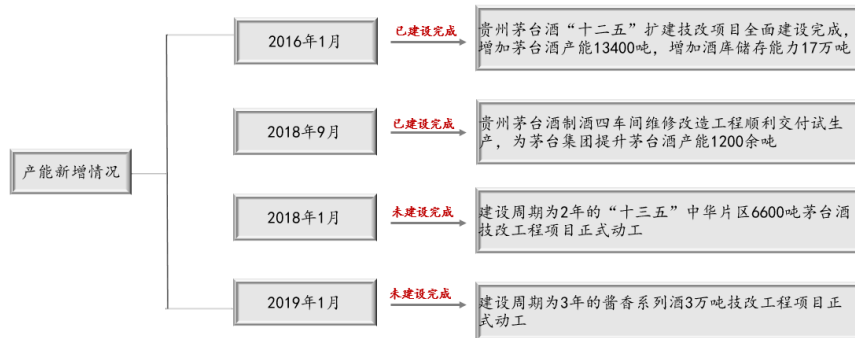 产能新增情况
2016年1月
已建设完成
贵州茅台酒“十二五”扩建技改项目全面建设完成，
增加茅台酒产能13400吨，增加酒库储存能力17万吨
2018年9月
已建设完成
贵州茅台酒制酒四车间维修改造工程顺利交付试生
产，为茅台集团提升茅台酒产能1200余吨
2018年1月
未建设完成
建设周期为2年的“十三五”中华片区6600吨茅台酒
技改工程项目正式动工
2019年1月
未建设完成
建设周期为3年的酱香系列酒3万吨技改工程项目正
式动工